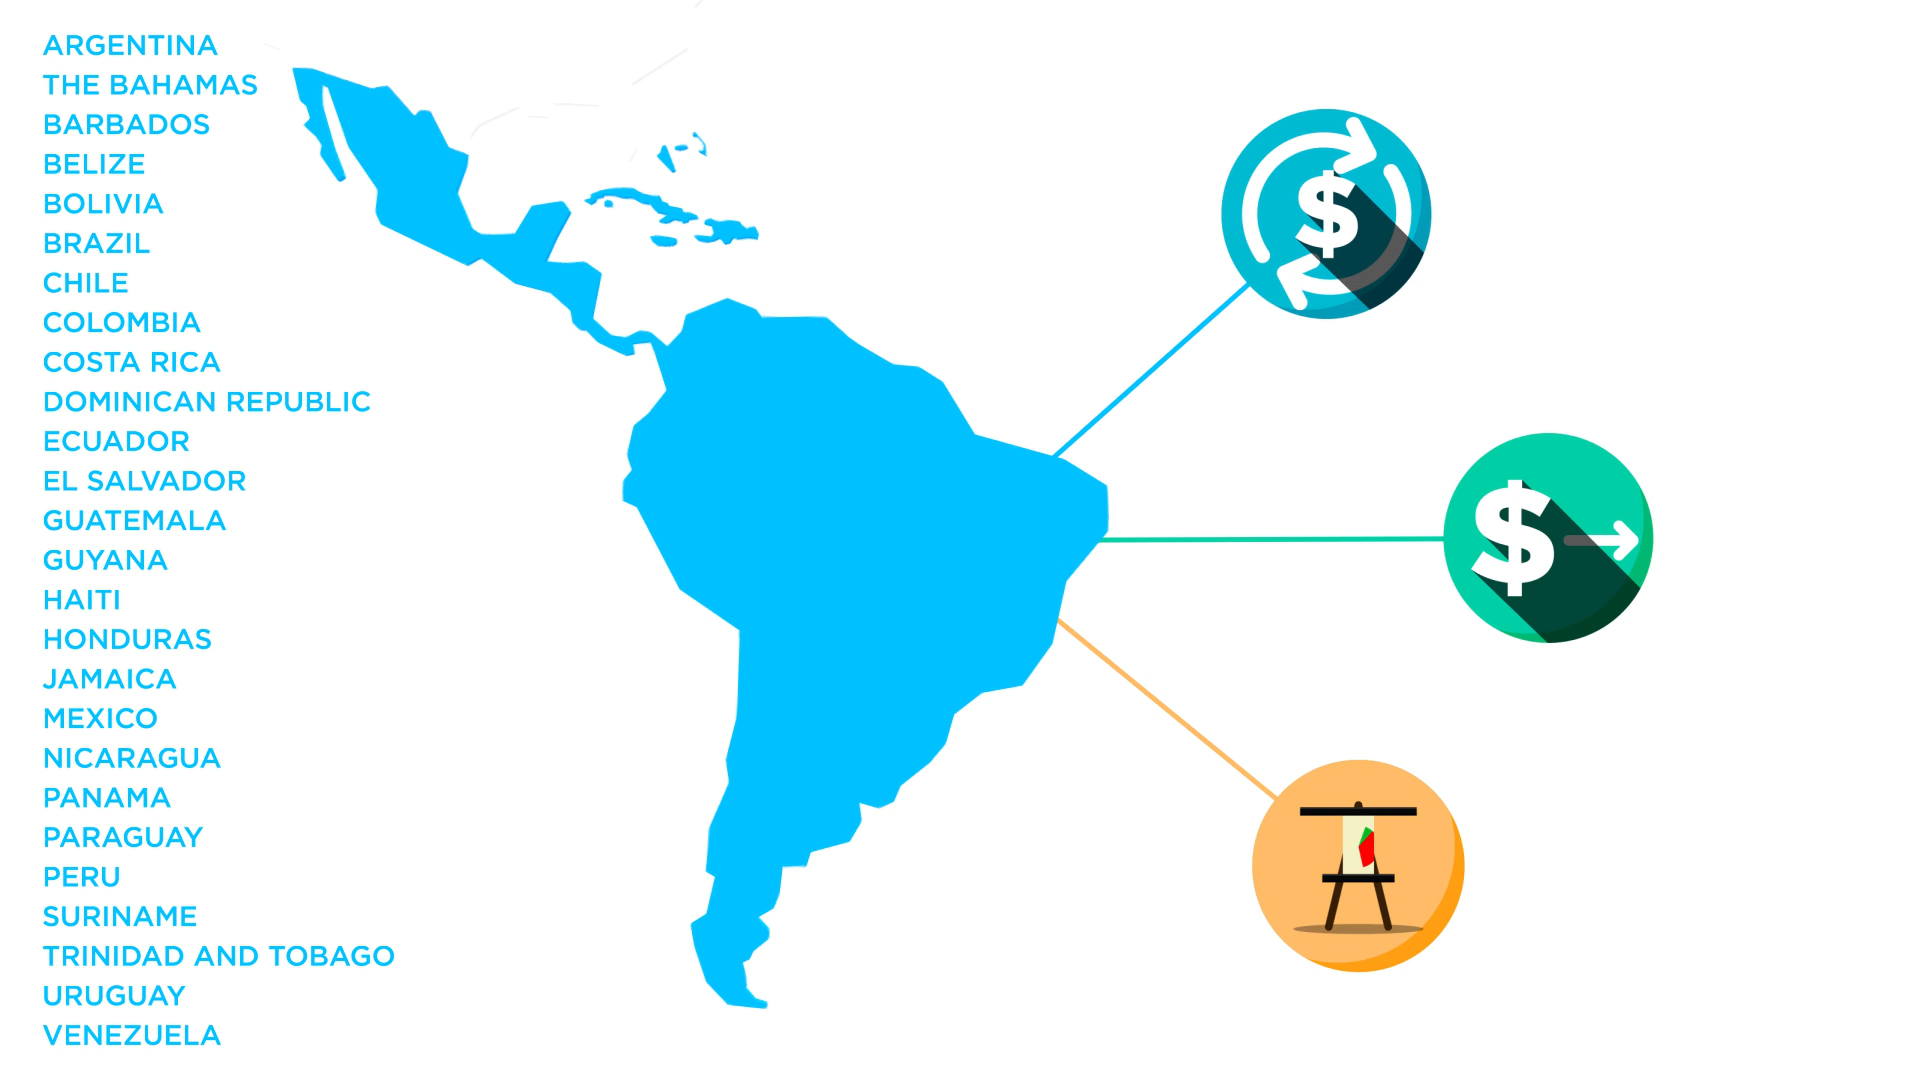 ARGENTINA
THE BAHAMAS
BARBADOS
BELIZE
BOLIVIA
BRAZIL
CHILE
COLOMBIA
COSTA RICA
DOMINICAN REPUBLIC
ECUADOR
EL SALVADOR
GUATEMALA
GUYANA
HAITI
HONDURAS
JAMAICA
MEXICO
NICARAGUA
PANAMA
PARAGUAY
PERU
SURINAME
TRINIDAD AND TOBAGO
URUGUAY
VENEZUELA
$
$